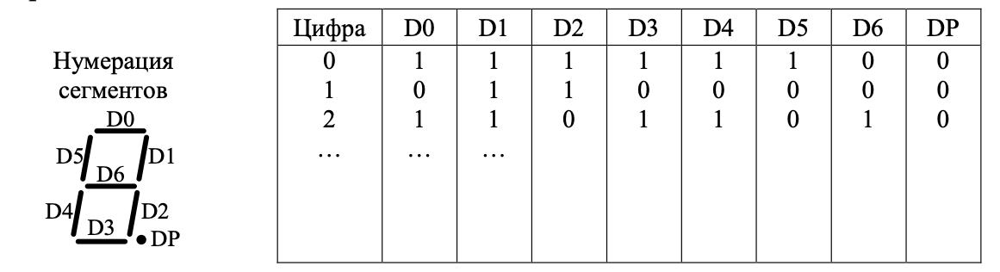 Нумерация
сегментов
D0
D5 D1
D6
D4 D2
D3 DP
Цифра D0 D1 D2 D3 D4 D5 D6 DP
0 1 1 1 1 1 1 0 0
1 0 1 1 0 0 0 0 0
2 1 1 0 1 1 0 1 0
… … …